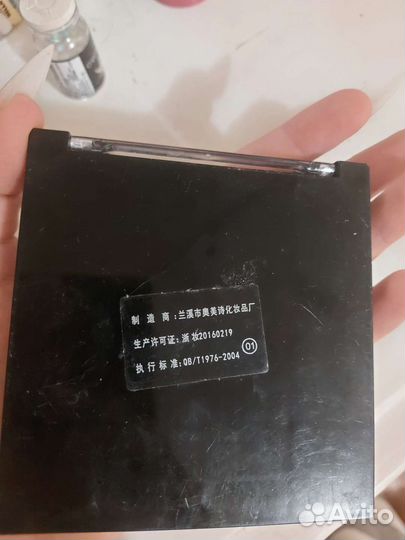 制 造 商:兰溪市奥美诗化妆品厂
生产许可证:浙妆20160219
执行标准:QB/T1976-2004 01
Avito